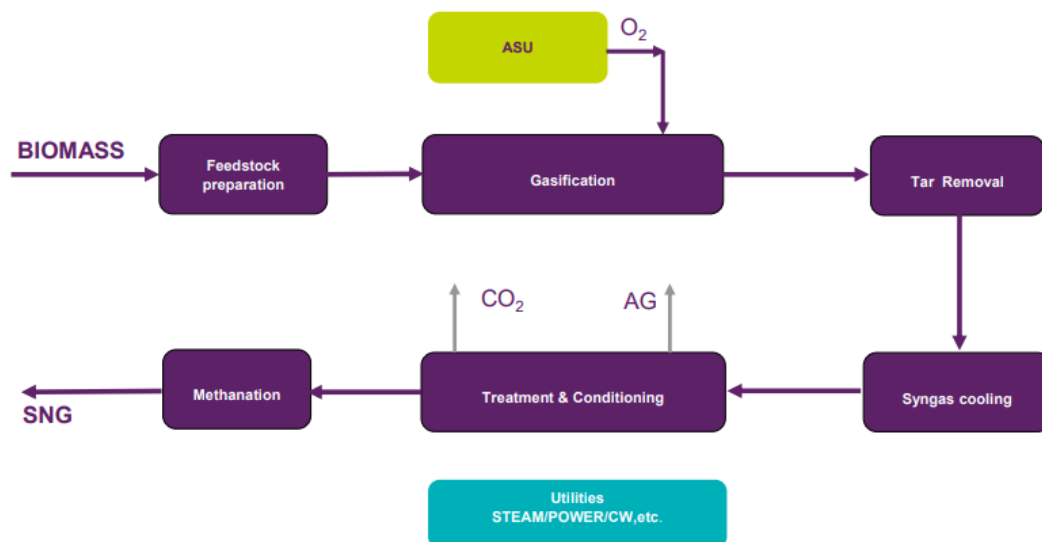 ASU
O2
BIOMASS
Feedstock
preparation
Gasification
Tar Removal
CO2
AG
SNG
Methanation
Treatment & Conditioning
Syngas cooling
Utilities
STEAM/POWER/CW,etc.